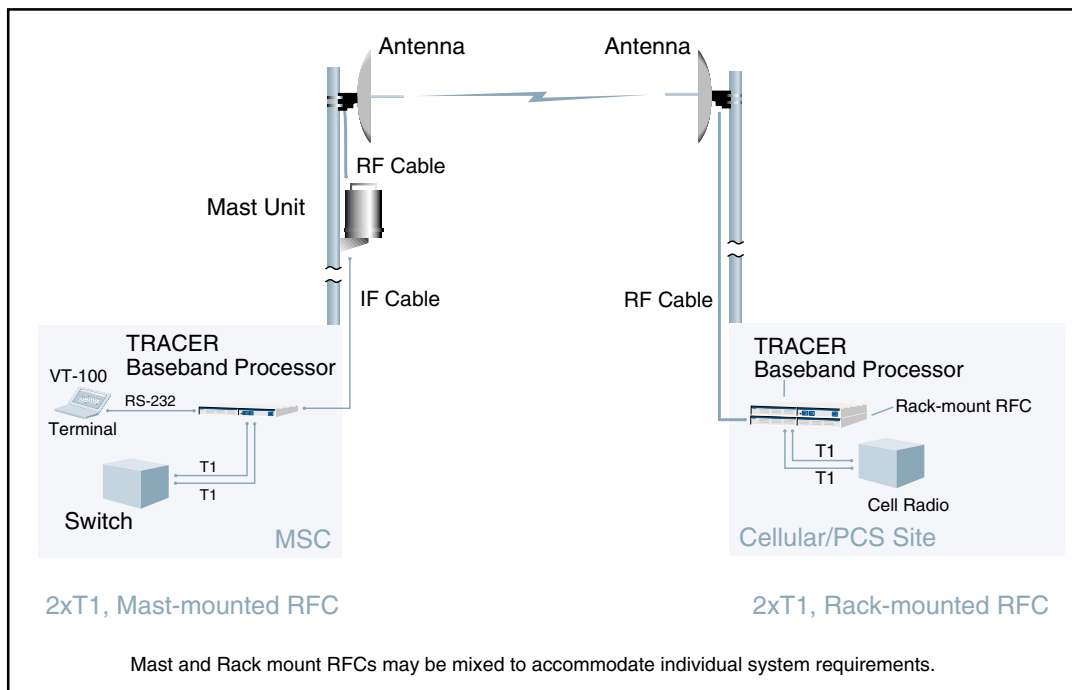 Antenna
Antenna
RF Cable
Mast Unit
IF Cable
RF Cable
TRACER
Baseband Processor
VT-100
RS-232
Terminal
T1
T1
Switch
MSC
TRACER
Baseband Processor
Rack-mount RFC
T1
T1
Cell Radio
Cellular/PCS Site
2xT1, Mast-mounted RFC
2xT1, Rack-mounted RFC
Mast and Rack mount RFCs may be mixed to accommodate individual system requirements.